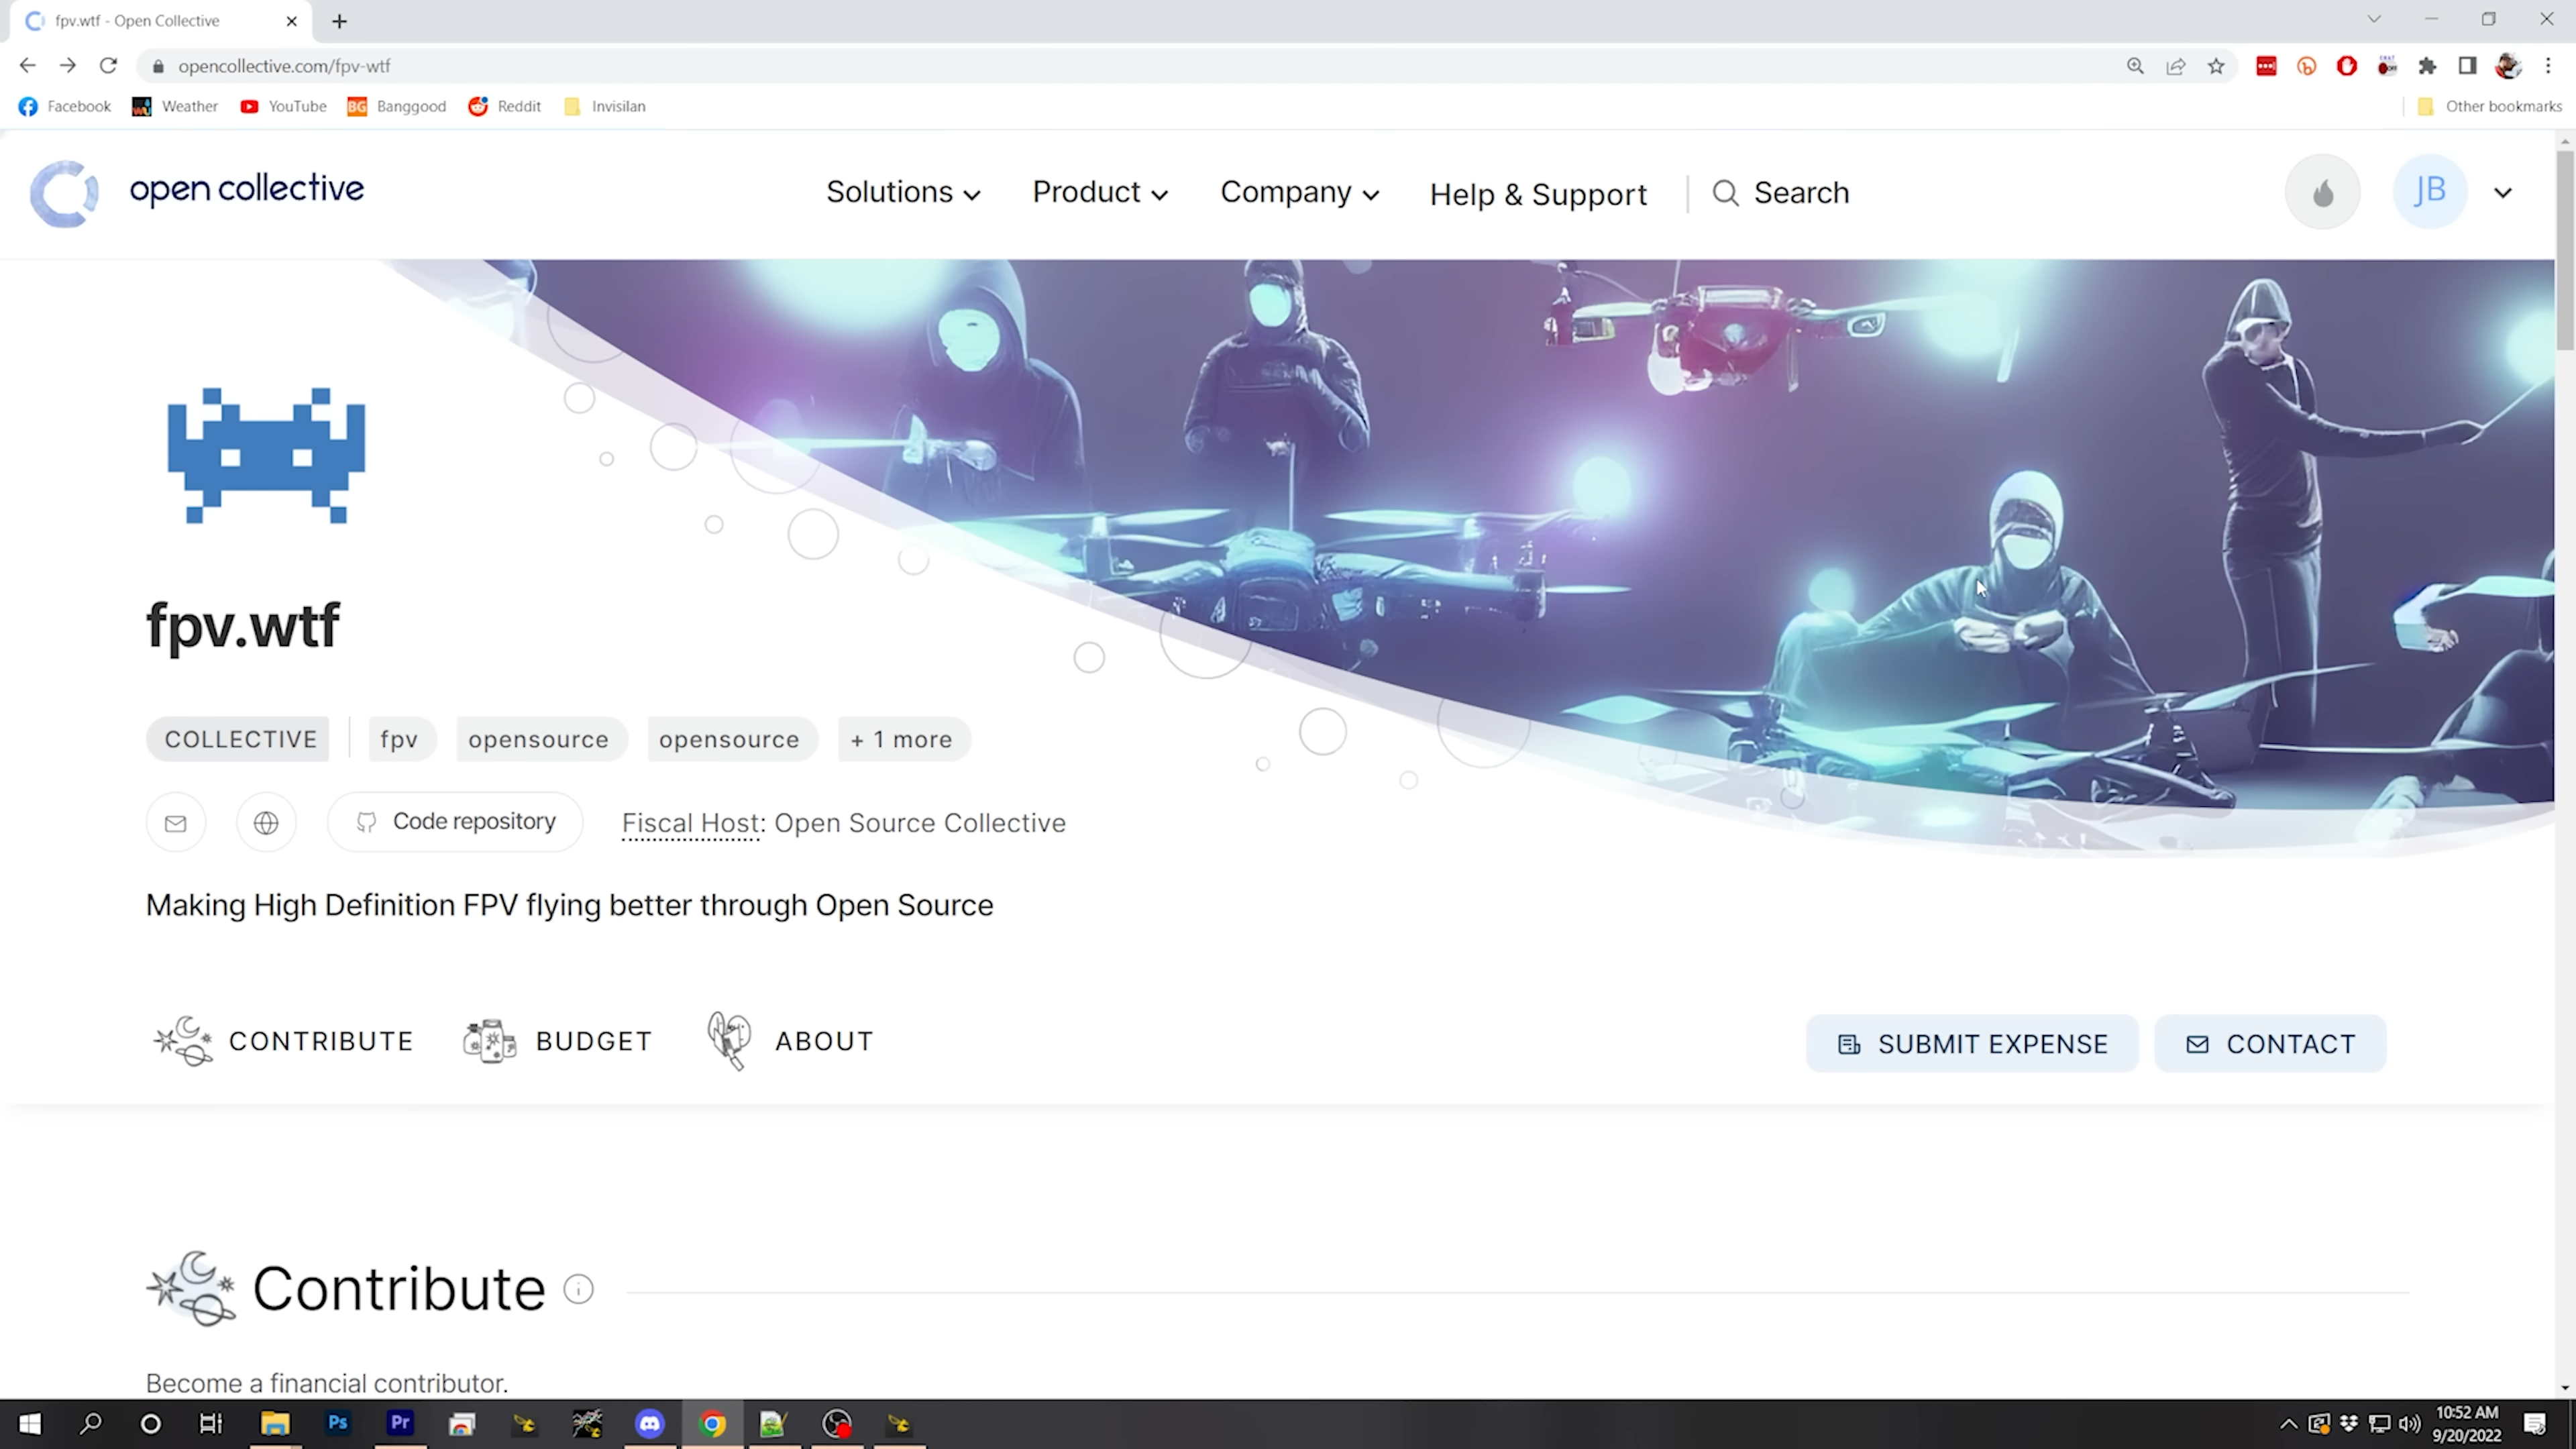 fpv.wtf - Open Collective
opencollective.com/fpv-wtf
Facebook Weather YouTube BG Banggood Reddit Invisilan Other bookmarks
open collective Solutions Product Company Help & Support Search JB
fpv.wtf
COLLECTIVE fpv opensource opensource + 1 more
Code repository Fiscal Host: Open Source Collective
Making High Definition FPV flying better through Open Source
CONTRIBUTE BUDGET ABOUT SUBMIT EXPENSE CONTACT
Contribute
Become a financial contributor.
Ps Pr 10:52 AM
9/20/2022